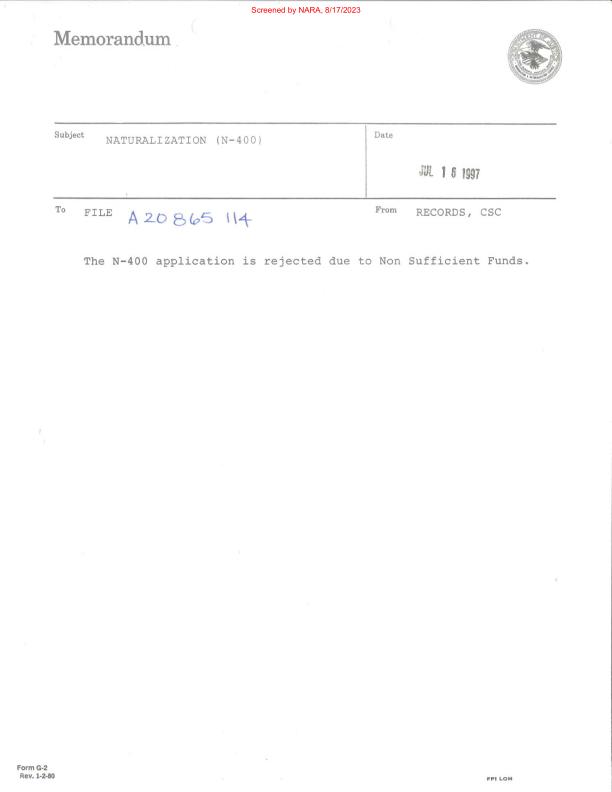 Screened by NARA, 8/17/2023
Memorandum
Subject
NATURALIZATION (N-400)
Date
JUL 16 1997
To
FILE A20 865 114
From
RECORDS, CSC
The N-400 application is rejected due to Non Sufficient Funds.
Form G-2
Rev. 1-2-80
FPI LOM